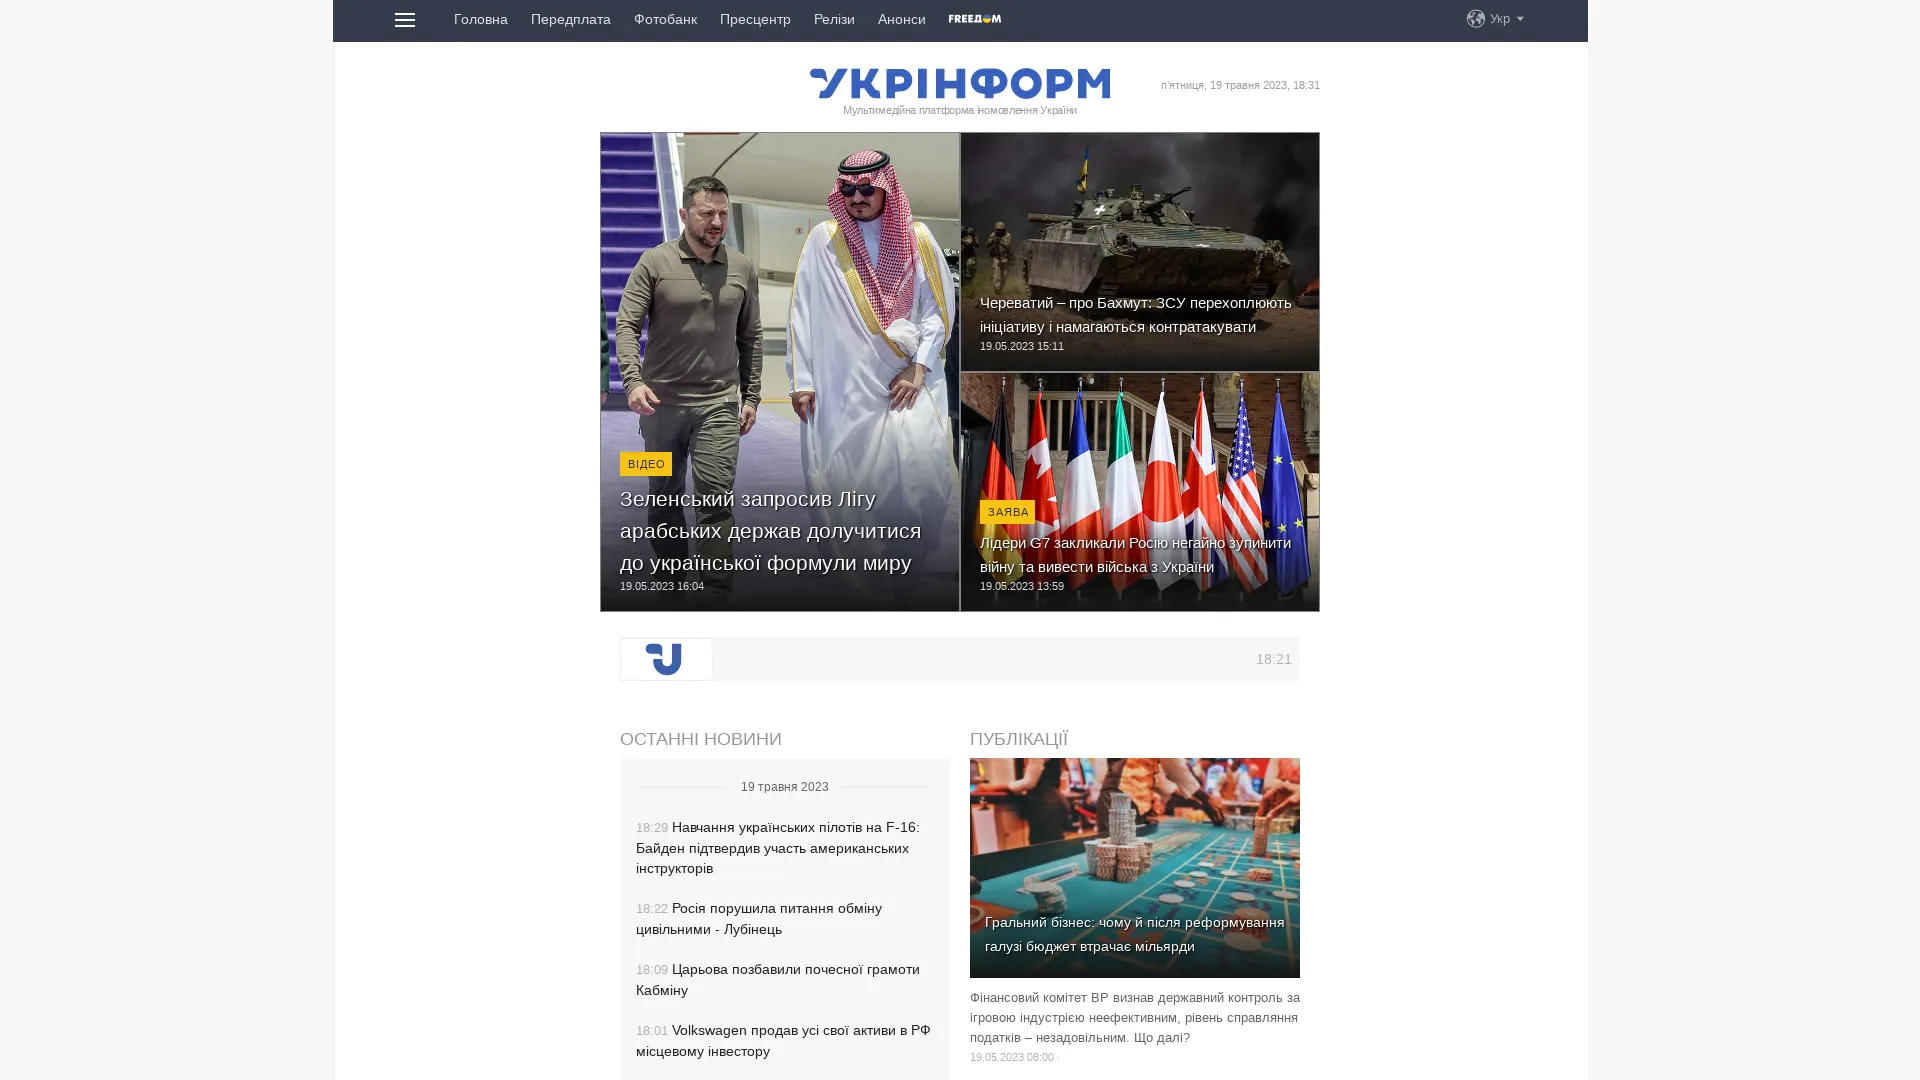 Головна Передплата Фотобанк Пресцентр Релізи Анонси FREEДОМ Укр
УКРІНФОРМ
п'ятниця, 19 травня 2023, 18:31
Мультимедійна платформа іномовлення України
ВІДЕО
Зеленський запросив Лігу
арабських держав долучитися
до української формули миру
19.05.2023 16:04
Череватий – про Бахмут: ЗСУ перехоплюють
ініціативу і намагаються контратакувати
19.05.2023 15:11
ЗАЯВА
Лідери G7 закликали Росію негайно зупинити
війну та вивести війська з України
19.05.2023 13:59
18:21
ОСТАННІ НОВИНИ
19 травня 2023
18:29 Навчання українських пілотів на F-16:
Байден підтвердив участь американських
інструкторів
18:22 Росія порушила питання обміну
цивільними - Лубінець
18:09 Царьова позбавили почесної грамоти
Кабміну
18:01 Volkswagen продав усі свої активи в РФ
місцевому інвестору
ПУБЛІКАЦІЇ
Гральний бізнес: чому й після реформування
галузі бюджет втрачає мільярди
Фінансовий комітет ВР визнав державний контроль за
ігровою індустрією неефективним, рівень справляння
податків – незадовільним. Що далі?
19.05.2023 08:00 ·